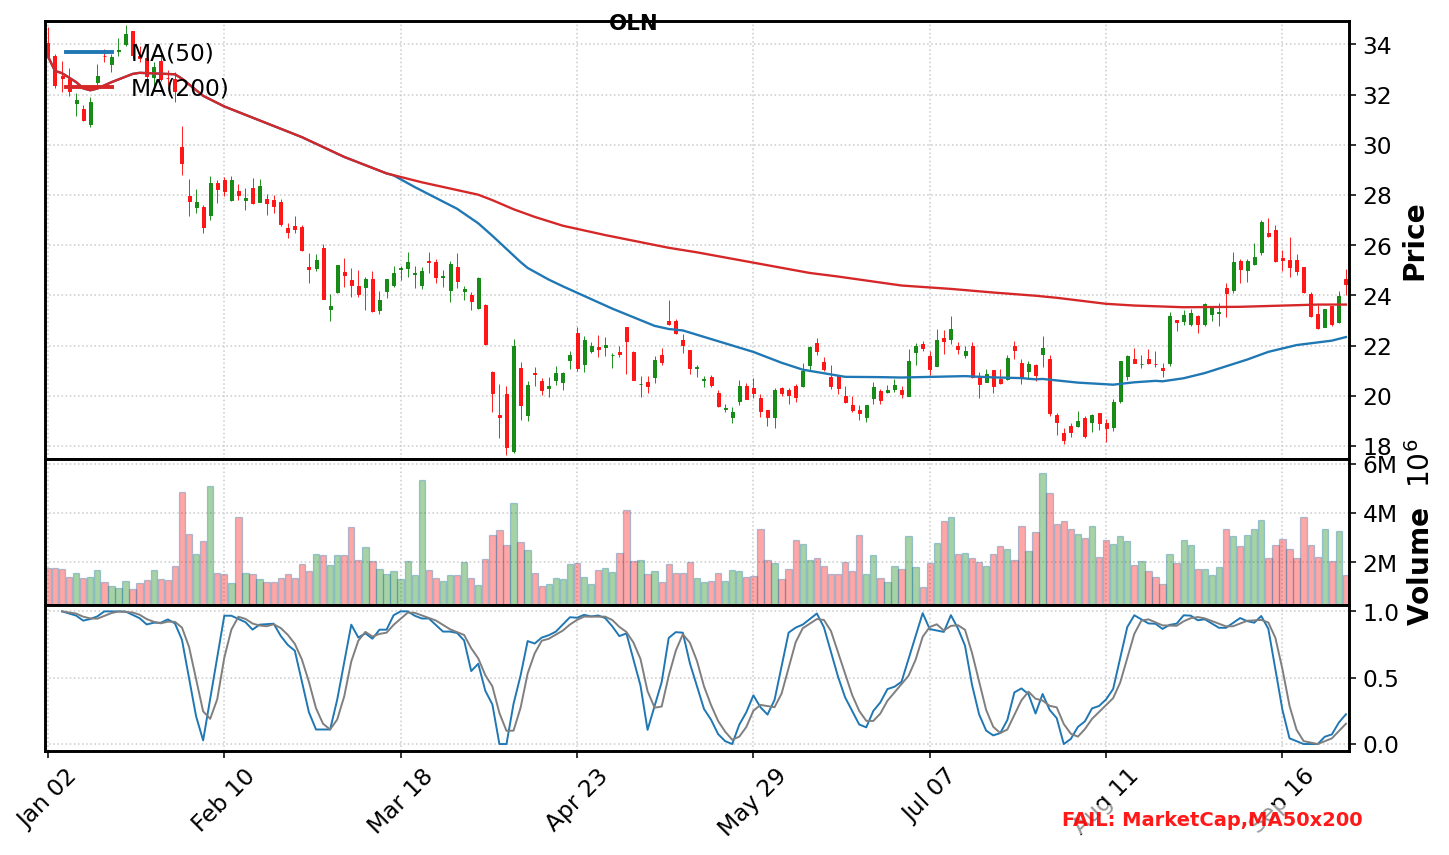 OLN
MA(50)
MA(200)
34
32
30
28
26
24
22
20
18
Price
6M
4M
2M
Volume 10^6
1.0
0.5
0.0
Jan 02
Feb 10
Mar 18
Apr 23
May 29
Jul 07
Aug 11
Sep 16
FAIL: MarketCap,MA50x200